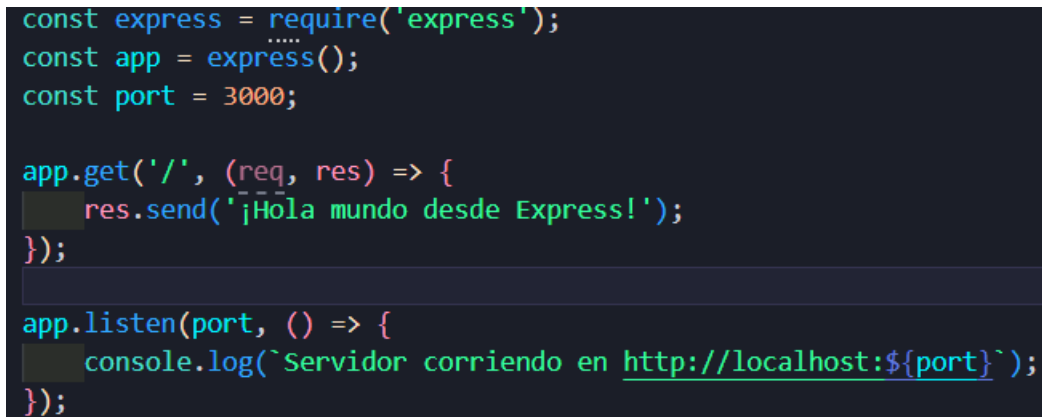 const express = require('express');
const app = express();
const port = 3000;
app.get('/', (req, res) => {
res.send('¡Hola mundo desde Express!');
});
app.listen(port, () => {
console.log(`Servidor corriendo en http://localhost:${port}`);
});